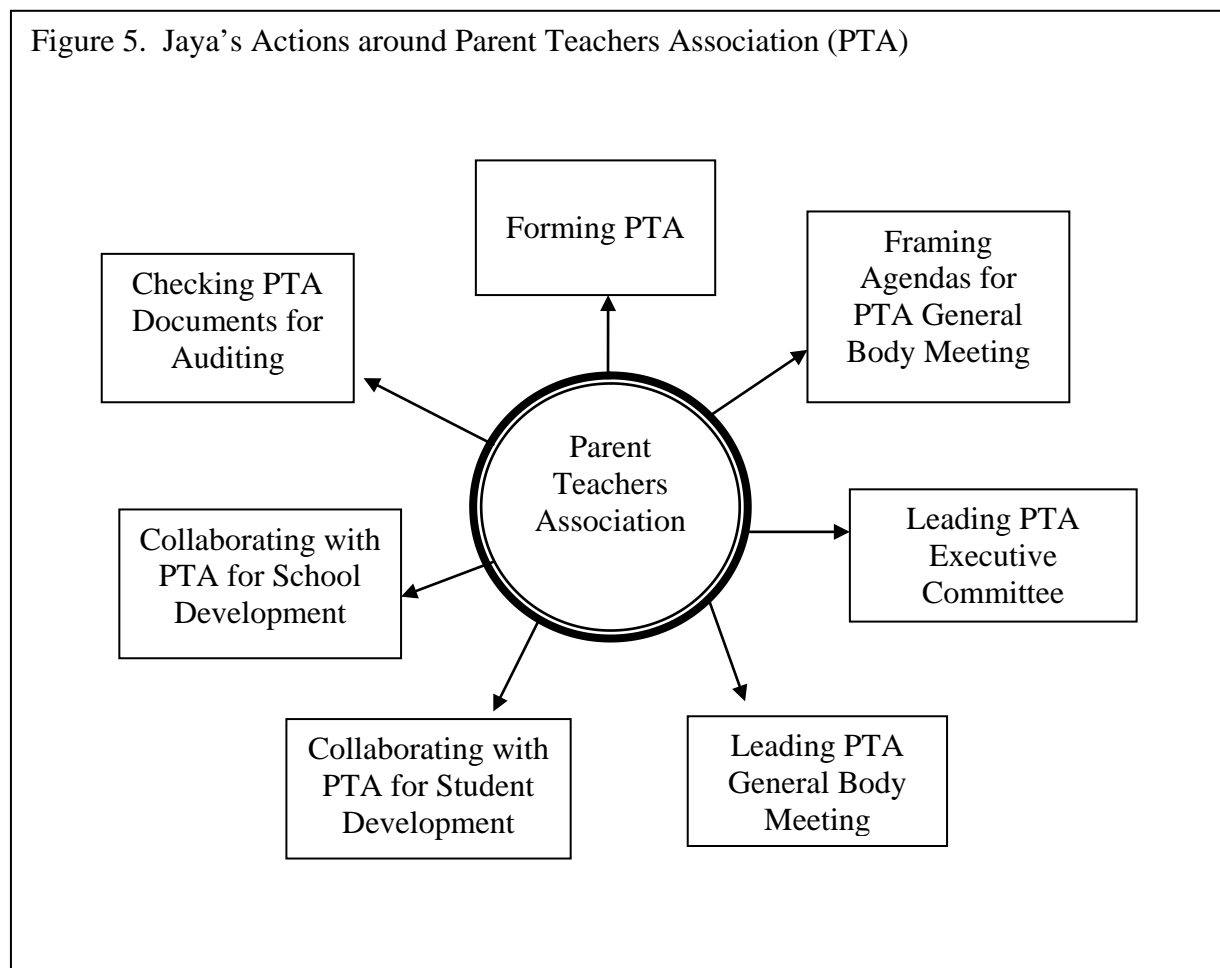 Figure 5.  Jaya’s Actions around Parent Teachers Association (PTA)
Forming PTA
Framing
Agendas for
PTA General
Body Meeting
Checking PTA
Documents for
Auditing
Parent
Teachers
Association
Leading PTA
Executive
Committee
Collaborating with
PTA for School
Development
Collaborating with
PTA for Student
Development
Leading PTA
General Body
Meeting